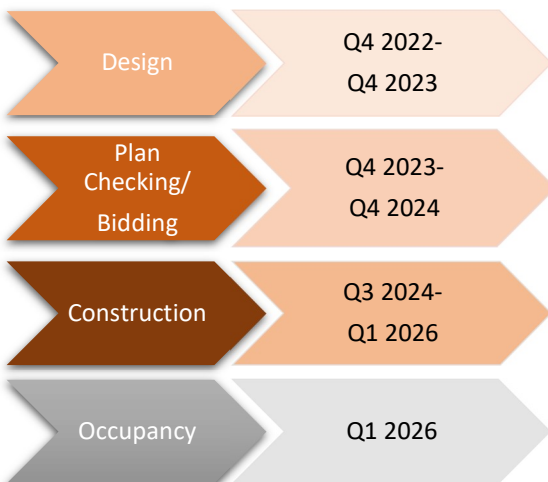 Design
Q4 2022-
Q4 2023
Plan
Checking/
Bidding
Q4 2023-
Q4 2024
Construction
Q3 2024-
Q1 2026
Occupancy
Q1 2026